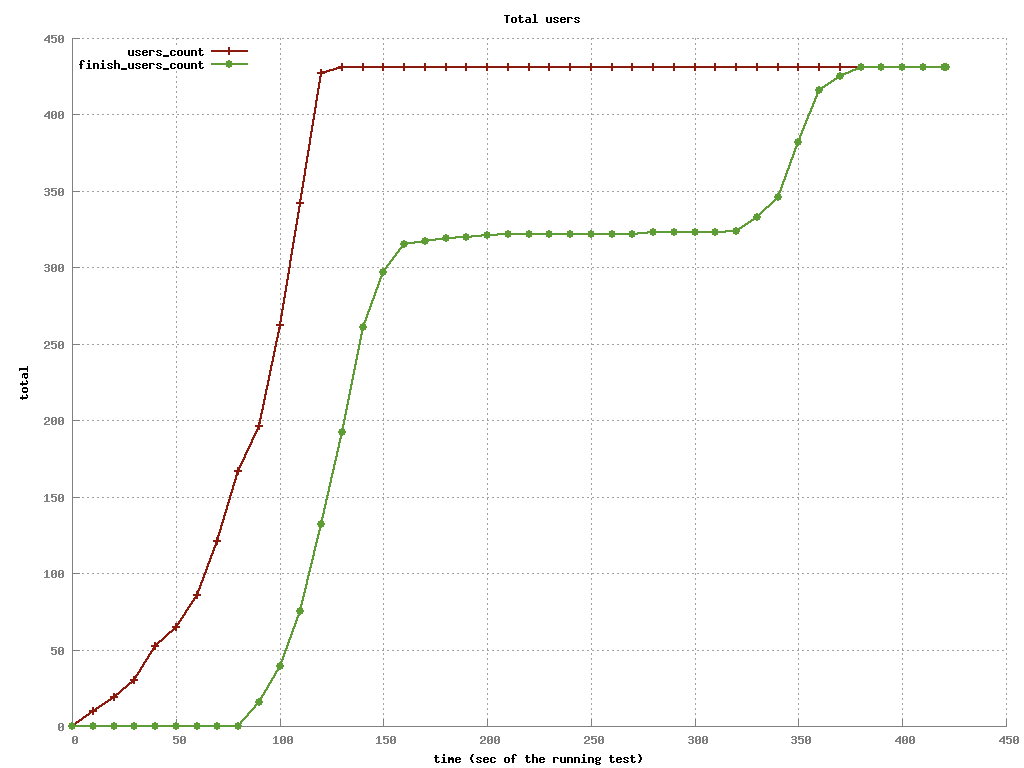 Total users
450
users_count
finish_users_count
400
350
300
250
total
200
150
100
50
0
0 50 100 150 200 250 300 350 400 450
time (sec of the running test)